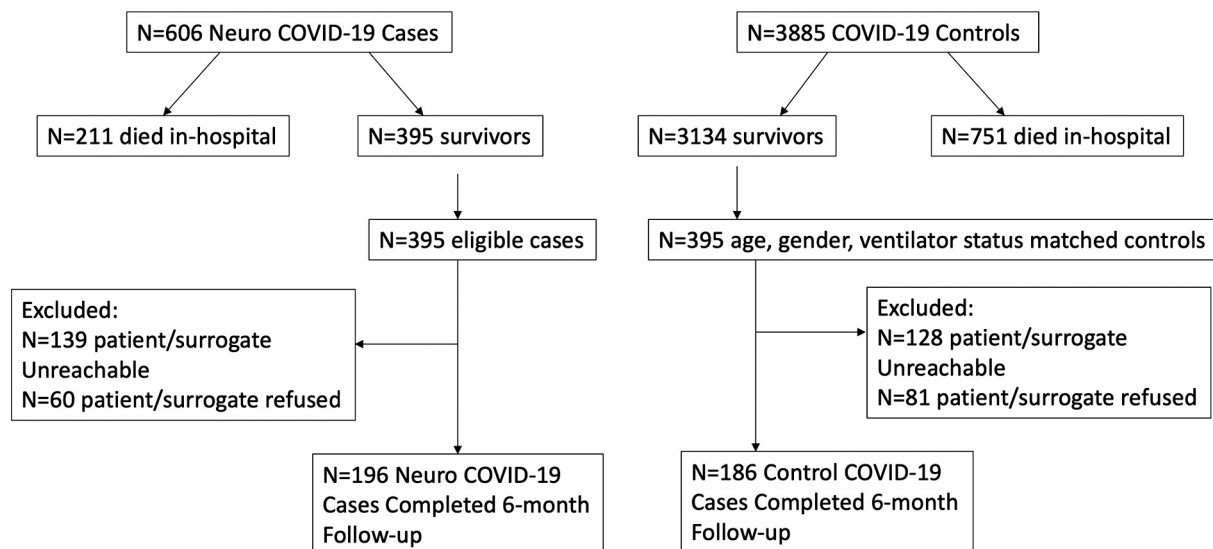 N=606 Neuro COVID-19 Cases
N=3885 COVID-19 Controls
N=211 died in-hospital
N=395 survivors
N=3134 survivors
N=751 died in-hospital
N=395 eligible cases
N=395 age, gender, ventilator status matched controls
Excluded:
N=139 patient/surrogate
Unreachable
N=60 patient/surrogate refused
Excluded:
N=128 patient/surrogate
Unreachable
N=81 patient/surrogate refused
N=196 Neuro COVID-19
Cases Completed 6-month
Follow-up
N=186 Control COVID-19
Cases Completed 6-month
Follow-up